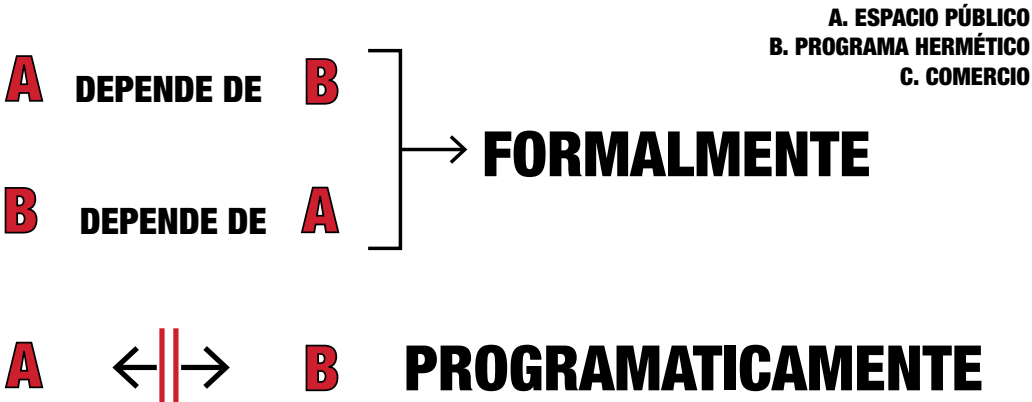 A. ESPACIO PÚBLICO
B. PROGRAMA HERMÉTICO
C. COMERCIO
A DEPENDE DE B
FORMALMENTE
B DEPENDE DE A
A B PROGRAMATICAMENTE